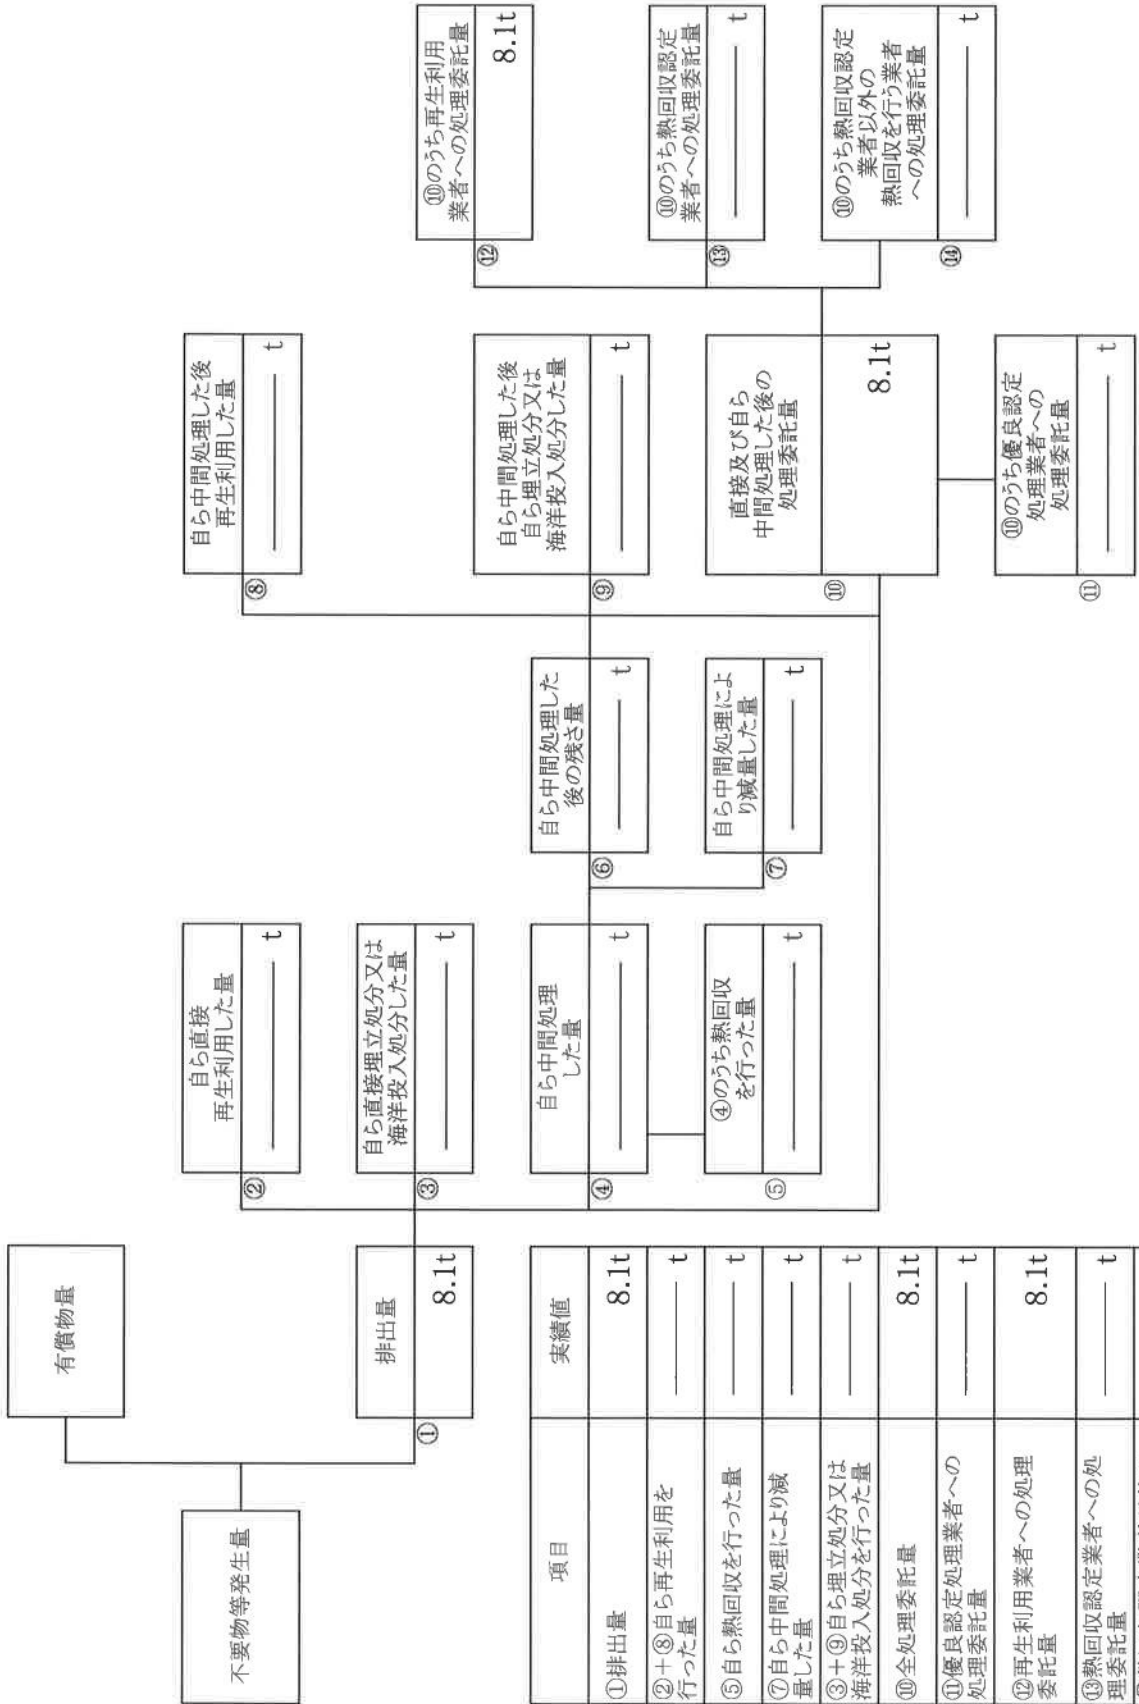 不要物等発生量
有償物量
排出量
①
8.1t
自ら直接
再生利用した量
②
t
自ら直接埋立処分又は
海洋投入処分した量
③
t
自ら中間処理
した量
④
t
④のうち熱回収
を行った量
⑤
t
自ら中間処理した
後の残さ量
⑥
t
自ら中間処理によ
り減量した量
⑦
t
自ら中間処理した後
再生利用した量
⑧
t
自ら中間処理した後
自ら埋立処分又は
海洋投入処分した量
⑨
t
直接及び自ら
中間処理した後の
処理委託量
⑩
8.1t
⑩のうち優良認定
処理業者への
処理委託量
⑪
t
⑩のうち再生利用
業者への処理委託量
⑫
8.1t
⑩のうち熱回収認定
業者への処理委託量
⑬
t
⑩のうち熱回収認定
業者以外の
熱回収を行う業者
への処理委託量
⑭
t
項目 実績値
①排出量 8.1t
②+⑧自ら再生利用を
行った量 t
⑤自ら熱回収を行った量 t
⑦自ら中間処理により減
量した量 t
③+⑨自ら埋立処分又は
海洋投入処分を行った量 t
⑩全処理委託量 8.1t
⑪優良認定処理業者への
処理委託量 t
⑫再生利用業者への処理
委託量 8.1t
⑬熱回収認定業者への処
理委託量 t